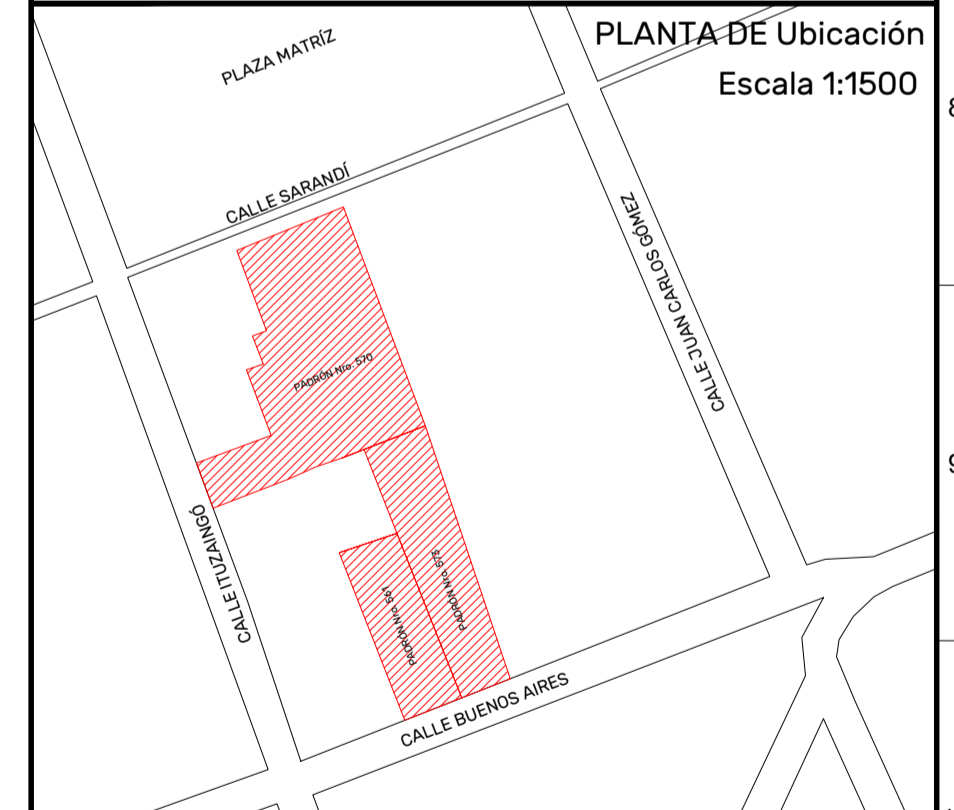 PLANTA DE Ubicación
Escala 1:1500
PLAZA MATRÍZ
CALLE SARANDÍ
CALLE JUAN CARLOS GÓMEZ
PADRÓN Nro. 570
CALLE ITUZAINGÓ
PADRÓN Nro. 561
PADRÓN Nro. 573
CALLE BUENOS AIRES